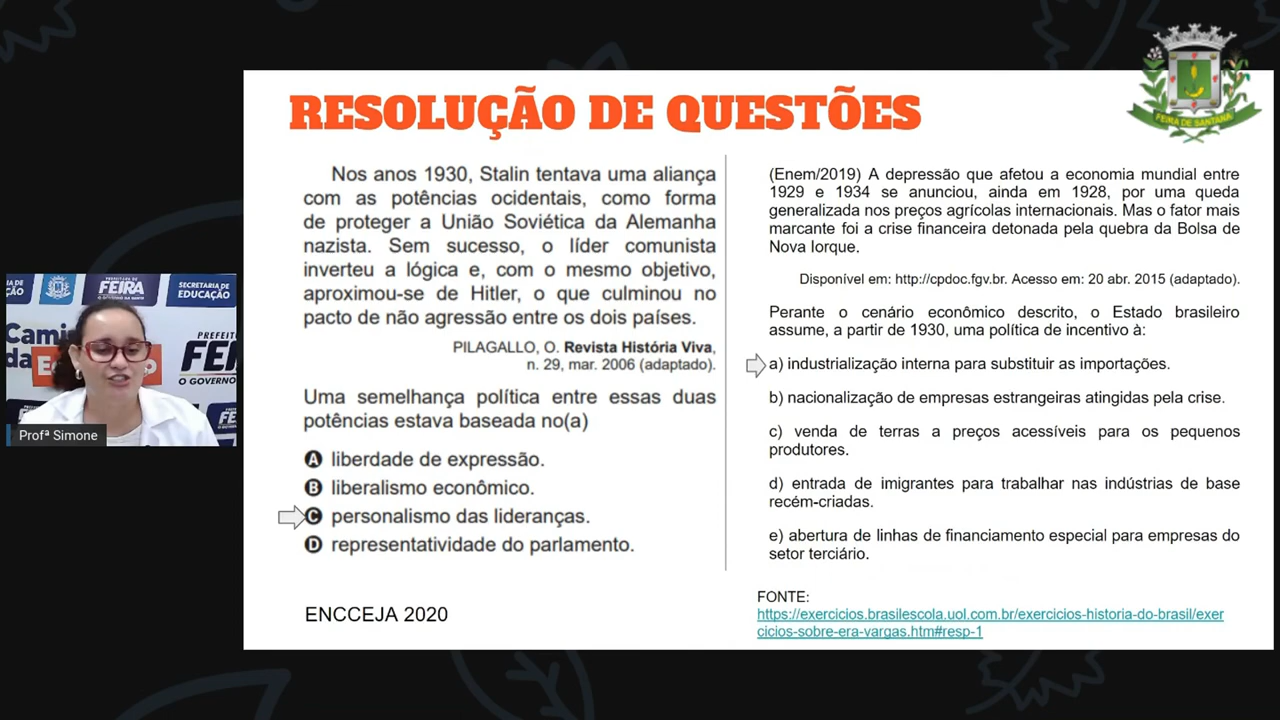 RESOLUÇÃO DE QUESTÕES
FEIRA DE SANTANA
Nos anos 1930, Stalin tentava uma aliança
com as potências ocidentais, como forma
de proteger a União Soviética da Alemanha
nazista. Sem sucesso, o líder comunista
inverteu a lógica e, com o mesmo objetivo,
aproximou-se de Hitler, o que culminou no
pacto de não agressão entre os dois países.
PILAGALLO, O. Revista História Viva,
n. 29, mar. 2006 (adaptado).
Uma semelhança política entre essas duas
potências estava baseada no(a)
A liberdade de expressão.
B liberalismo econômico.
C personalismo das lideranças.
D representatividade do parlamento.
ENCCEJA 2020
(Enem/2019) A depressão que afetou a economia mundial entre
1929 e 1934 se anunciou, ainda em 1928, por uma queda
generalizada nos preços agrícolas internacionais. Mas o fator mais
marcante foi a crise financeira detonada pela quebra da Bolsa de
Nova Iorque.
Disponível em: http://cpdoc.fgv.br. Acesso em: 20 abr. 2015 (adaptado).
Perante o cenário econômico descrito, o Estado brasileiro
assume, a partir de 1930, uma política de incentivo à:
a) industrialização interna para substituir as importações.
b) nacionalização de empresas estrangeiras atingidas pela crise.
c) venda de terras a preços acessíveis para os pequenos
produtores.
d) entrada de imigrantes para trabalhar nas indústrias de base
recém-criadas.
e) abertura de linhas de financiamento especial para empresas do
setor terciário.
FONTE:
https://exercicios.brasilescola.uol.com.br/exercicios-historia-do-brasil/exer
cicios-sobre-era-vargas.htm#resp-1
FEIRA
SECRETARIA DE
EDUCAÇÃO
Cami
da
PREFEIT
FEI
O GOVERNO
Profª Simone